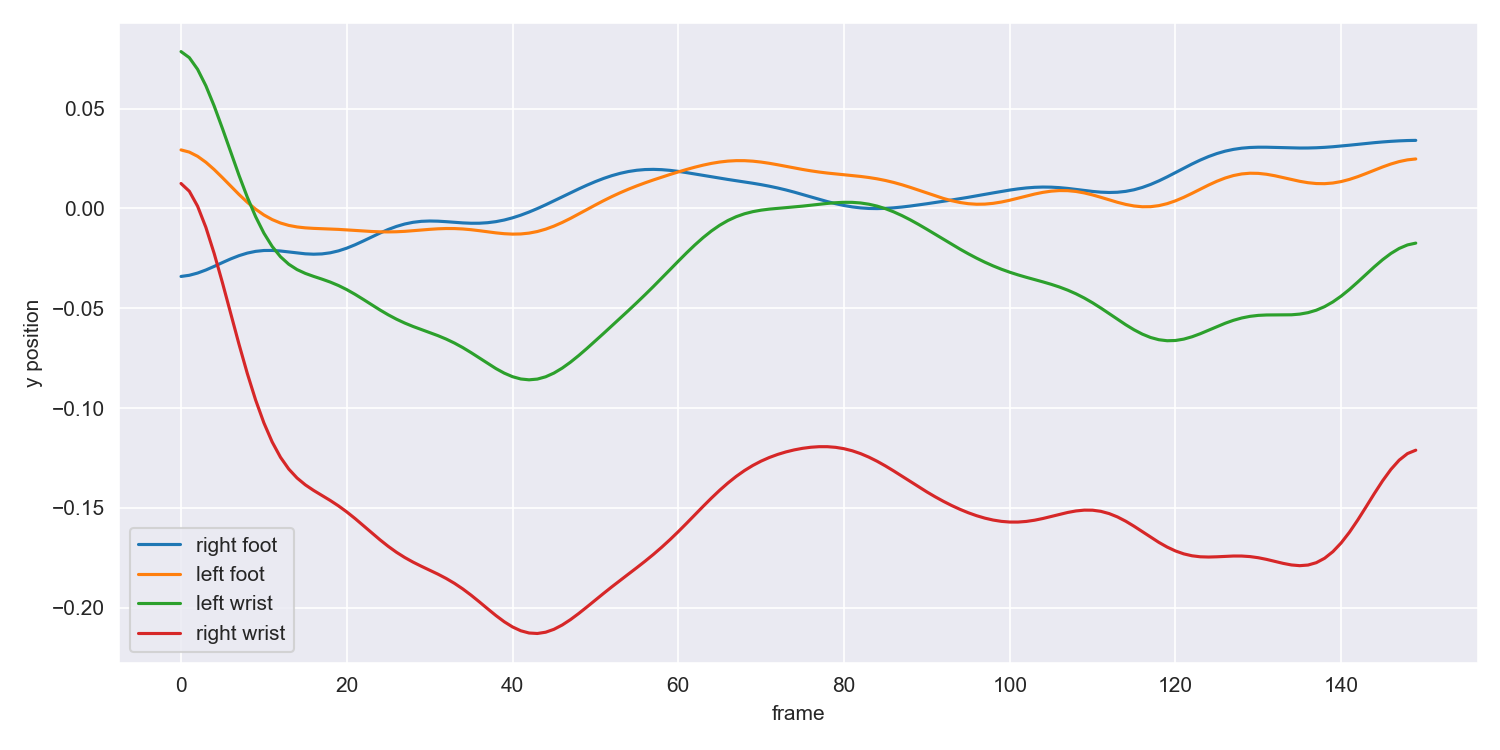 y position
0.05
0.00
−0.05
−0.10
−0.15
−0.20
right foot
left foot
left wrist
right wrist
0 20 40 60 80 100 120 140
frame